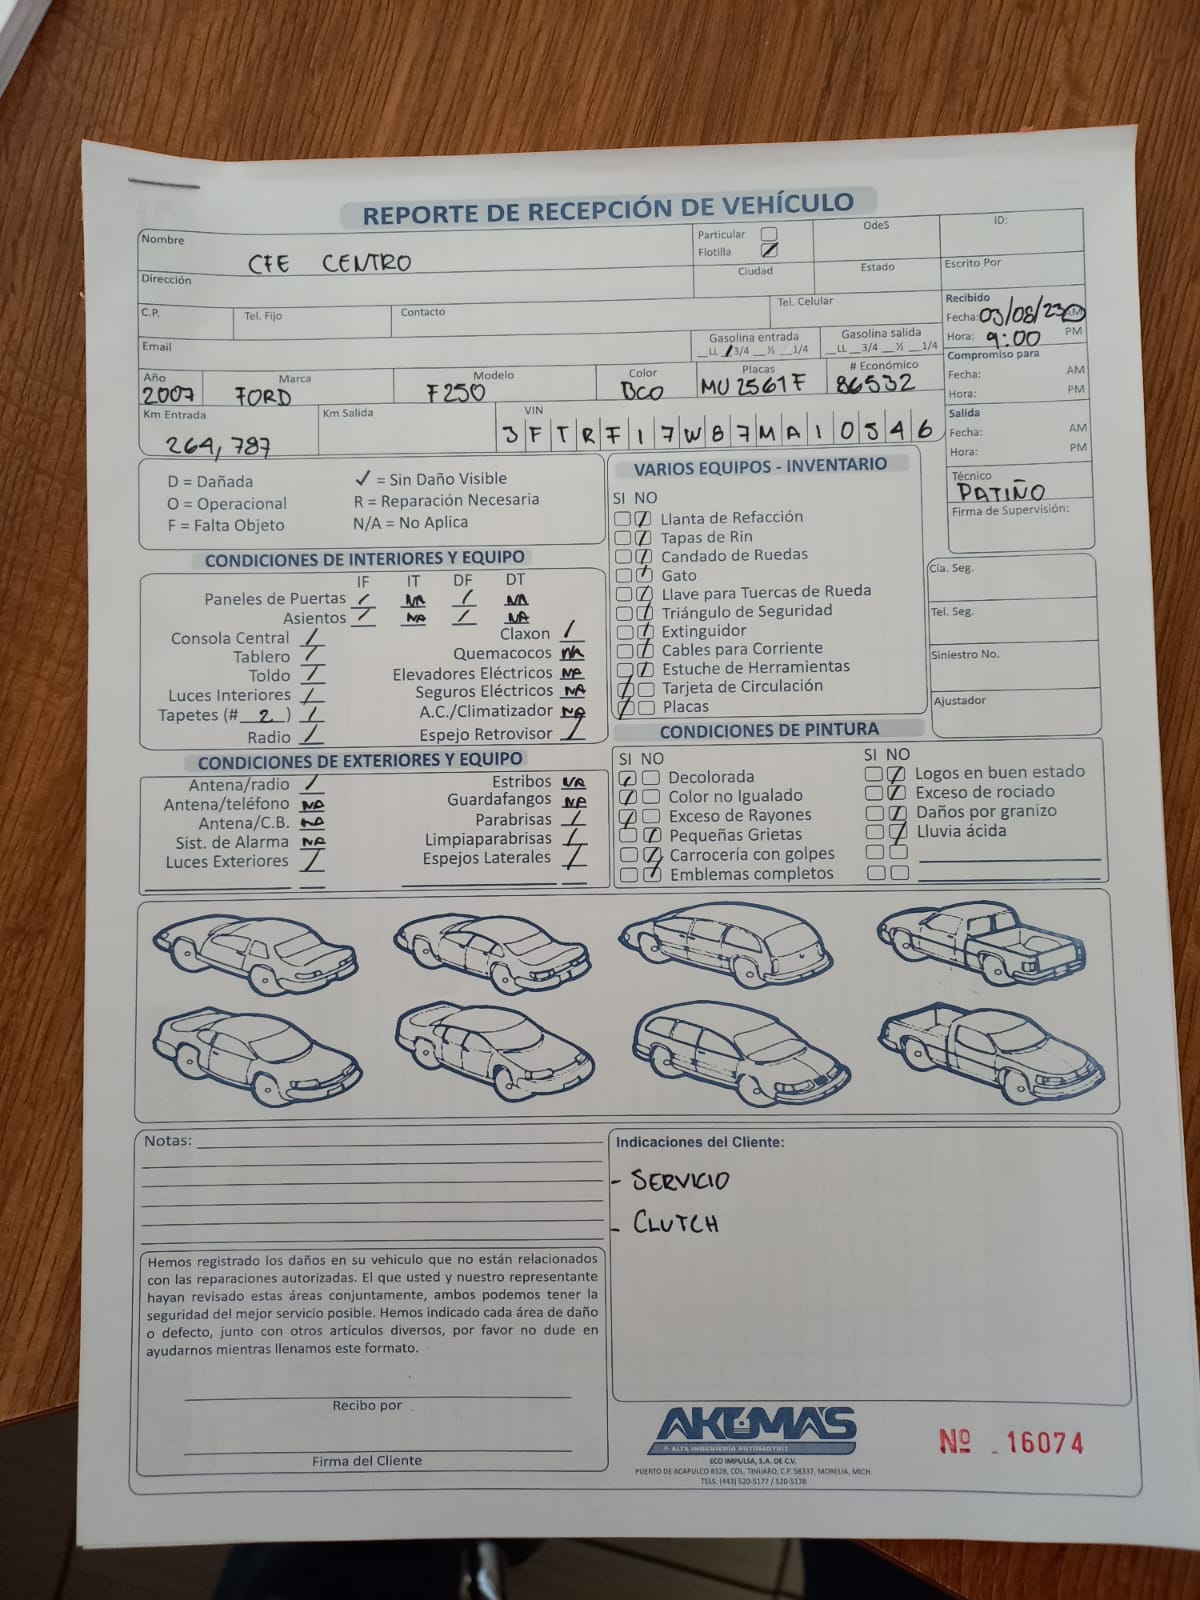 REPORTE DE RECEPCIÓN DE VEHÍCULO
Nombre CFE CENTRO
Particular
Flotilla
OdeS
ID:
Dirección
Ciudad
Estado
Escrito Por
C.P.
Tel. Fijo
Contacto
Tel. Celular
Recibido
Fecha: 03/08/23 AM
Hora: 9:00 PM
Email
Gasolina entrada
__LL __3/4 __½ __1/4
Gasolina salida
__LL __3/4 __½ __1/4
Compromiso para
Fecha: AM
Hora: PM
Año 2007
Marca FORD
Modelo F250
Color Bco
Placas MU2561F
# Económico 86532
Km Entrada 264,787
Km Salida
VIN 3FTRF17W87MA10546
Salida
Fecha: AM
Hora: PM
Técnico
PATIÑO
Firma de Supervisión:
D = Dañada
O = Operacional
F = Falta Objeto
✓ = Sin Daño Visible
R = Reparación Necesaria
N/A = No Aplica
CONDICIONES DE INTERIORES Y EQUIPO
IF IT DF DT
Paneles de Puertas / NA / NA
Asientos / NA / NA
Consola Central /
Tablero /
Toldo /
Luces Interiores /
Tapetes (# 2 ) /
Radio /
Claxon /
Quemacocos NA
Elevadores Eléctricos NA
Seguros Eléctricos NA
A.C./Climatizador NA
Espejo Retrovisor /
CONDICIONES DE EXTERIORES Y EQUIPO
Antena/radio /
Antena/teléfono NA
Antena/C.B. NA
Sist. de Alarma NA
Luces Exteriores /
Estribos NA
Guardafangos NA
Parabrisas /
Limpiaparabrisas /
Espejos Laterales /
VARIOS EQUIPOS - INVENTARIO
SI NO
Llanta de Refacción
Tapas de Rin
Candado de Ruedas
Gato
Llave para Tuercas de Rueda
Triángulo de Seguridad
Extinguidor
Cables para Corriente
Estuche de Herramientas
Tarjeta de Circulación
Placas
Cía. Seg.
Tel. Seg.
Siniestro No.
Ajustador
CONDICIONES DE PINTURA
SI NO
Decolorada
Color no Igualado
Exceso de Rayones
Pequeñas Grietas
Carrocería con golpes
Emblemas completos
SI NO
Logos en buen estado
Exceso de rociado
Daños por granizo
Lluvia ácida
Notas:
Indicaciones del Cliente:
- SERVICIO
- CLUTCH
Hemos registrado los daños en su vehiculo que no están relacionados
con las reparaciones autorizadas. El que usted y nuestro representante
hayan revisado estas áreas conjuntamente, ambos podemos tener la
seguridad del mejor servicio posible. Hemos indicado cada área de daño
o defecto, junto con otros artículos diversos, por favor no dude en
ayudarnos mientras llenamos este formato.
Recibo por
Firma del Cliente
AKEMAS
ALTA INGENIERÍA AUTOMOTRIZ
ECO IMPULSA, S.A. DE C.V.
PUERTO DE ACAPULCO #328, COL. TINIJARO, C.P. 58337, MORELIA, MICH.
TELS. (443) 520-5177 / 520-5178
Nº 16074